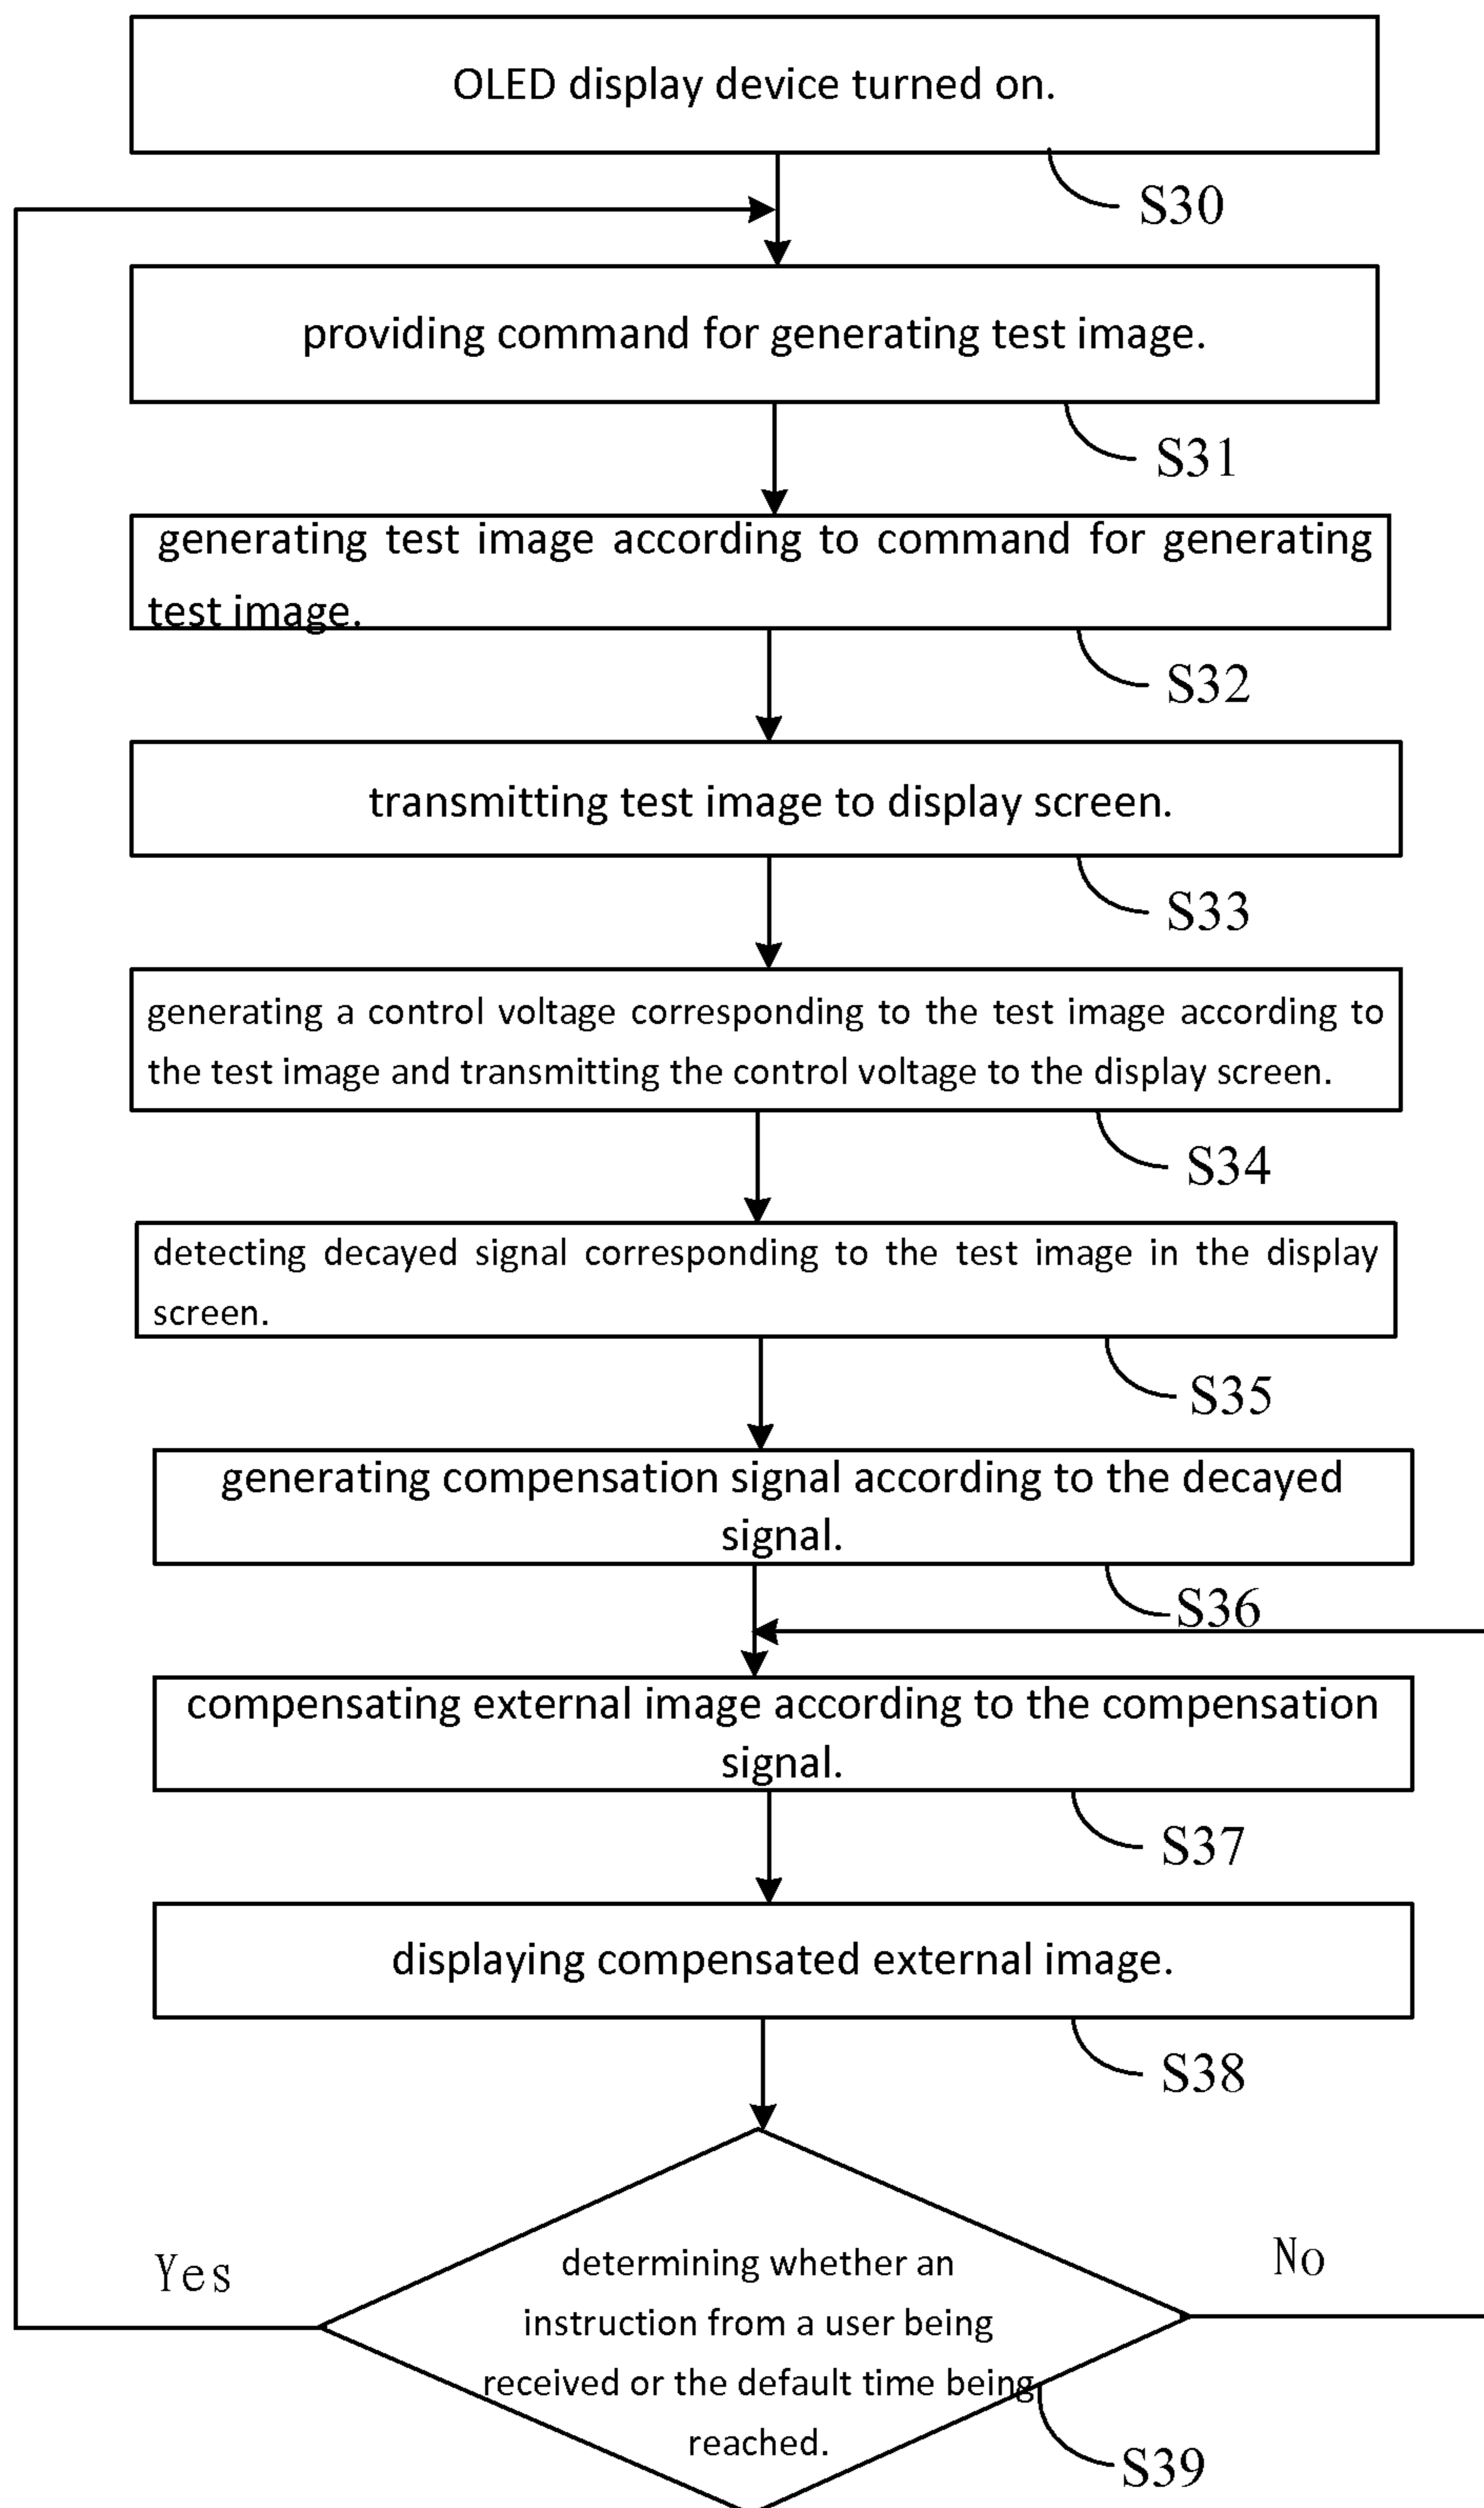 OLED display device turned on.
S30
providing command for generating test image.
S31
generating test image according to command for generating
test image.
S32
transmitting test image to display screen.
S33
generating a control voltage corresponding to the test image according to
the test image and transmitting the control voltage to the display screen.
S34
detecting decayed signal corresponding to the test image in the display
screen.
S35
generating compensation signal according to the decayed
signal.
S36
compensating external image according to the compensation
signal.
S37
displaying compensated external image.
S38
Yes
No
determining whether an
instruction from a user being
received or the default time being
reached.
S39